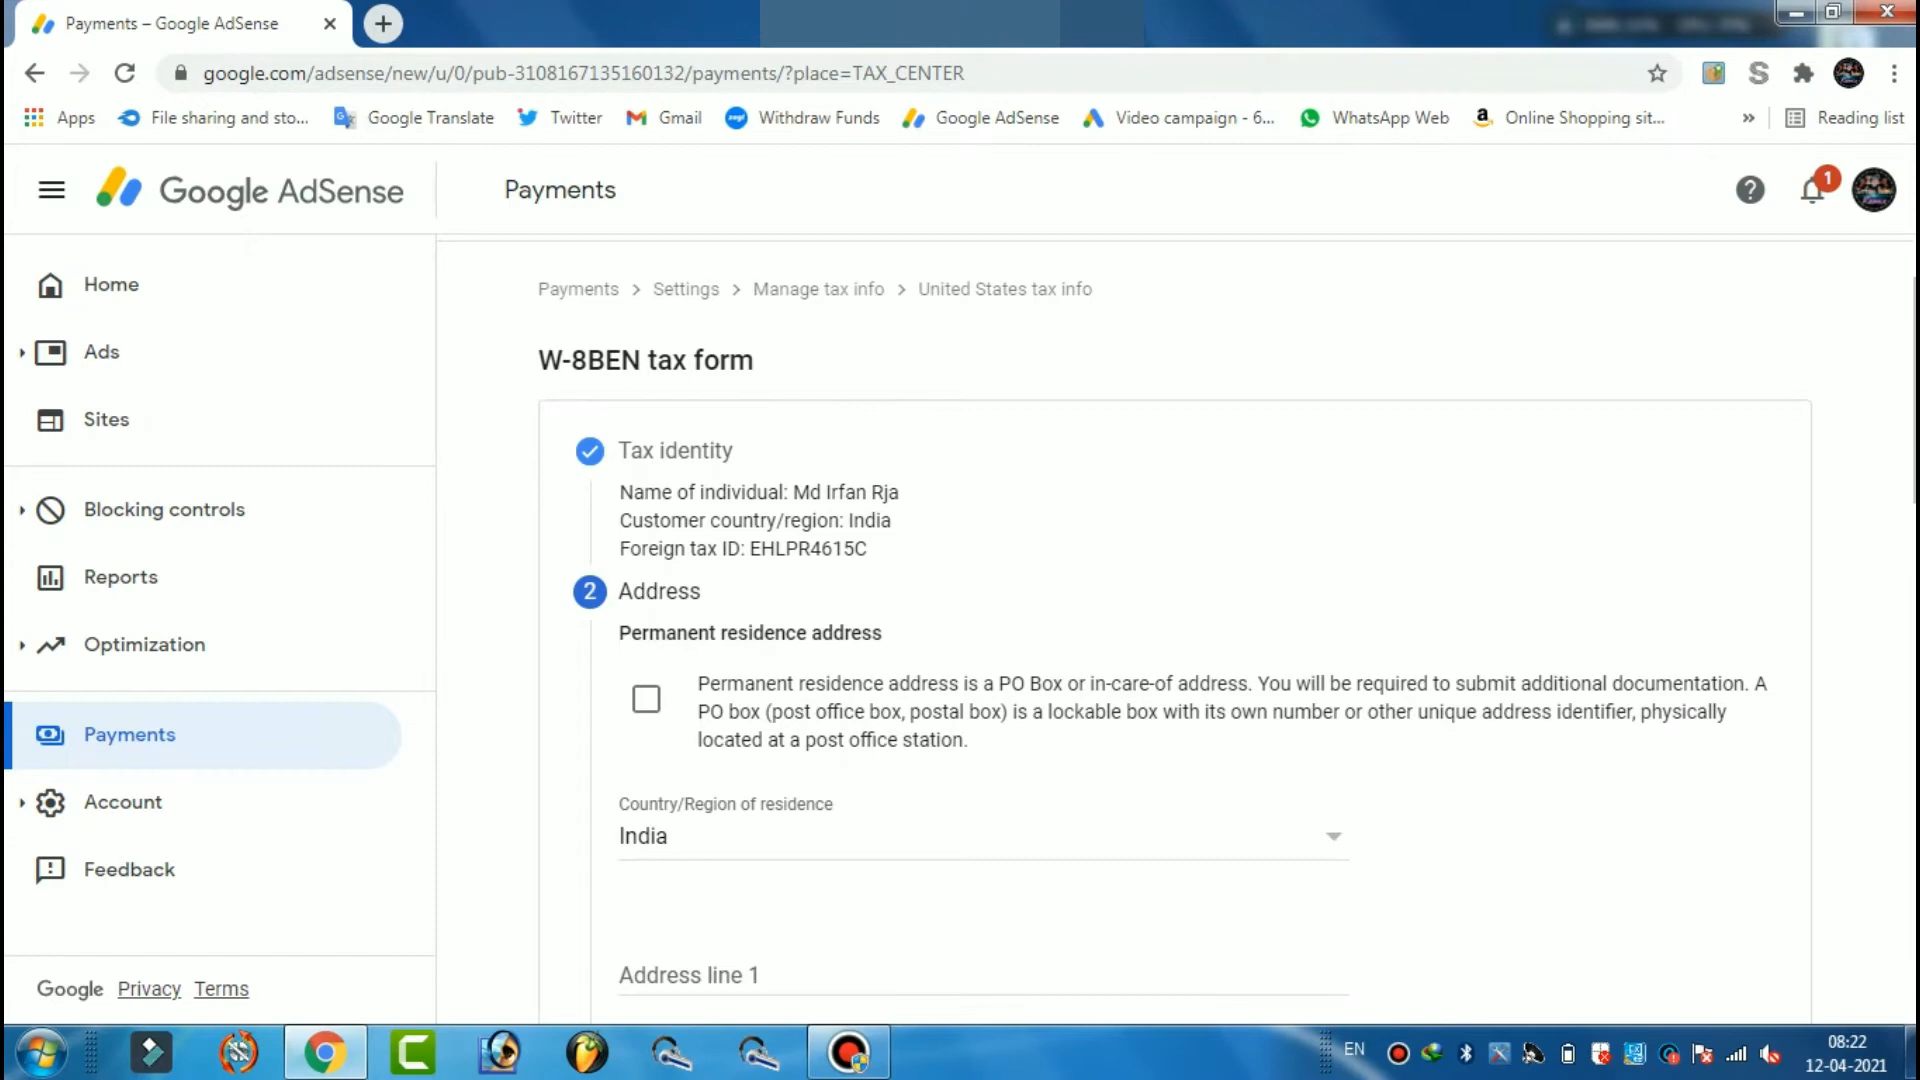 Payments – Google AdSense
google.com/adsense/new/u/0/pub-3108167135160132/payments/?place=TAX_CENTER
Apps
File sharing and sto...
Google Translate
Twitter
Gmail
Withdraw Funds
Google AdSense
Video campaign - 6...
WhatsApp Web
Online Shopping sit...
»
Reading list
Google AdSense
Payments
1
Home
Ads
Sites
Blocking controls
Reports
Optimization
Payments
Account
Feedback
Google Privacy Terms
Payments > Settings > Manage tax info > United States tax info
W-8BEN tax form
Tax identity
Name of individual: Md Irfan Rja
Customer country/region: India
Foreign tax ID: EHLPR4615C
2 Address
Permanent residence address
Permanent residence address is a PO Box or in-care-of address. You will be required to submit additional documentation. A
PO box (post office box, postal box) is a lockable box with its own number or other unique address identifier, physically
located at a post office station.
Country/Region of residence
India
Address line 1
EN
08:22
12-04-2021